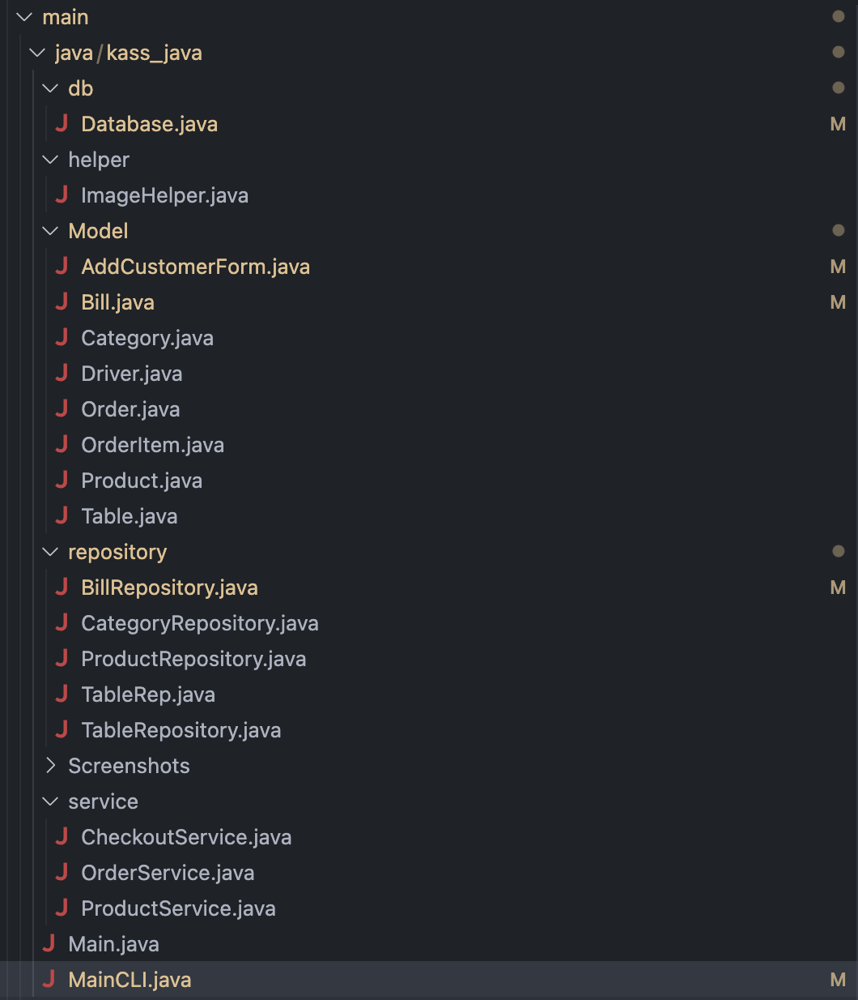 main
java/kass_java
db
J Database.java M
helper
J ImageHelper.java
Model
J AddCustomerForm.java M
J Bill.java M
J Category.java
J Driver.java
J Order.java
J OrderItem.java
J Product.java
J Table.java
repository
J BillRepository.java M
J CategoryRepository.java
J ProductRepository.java
J TableRep.java
J TableRepository.java
Screenshots
service
J CheckoutService.java
J OrderService.java
J ProductService.java
J Main.java
J MainCLI.java M